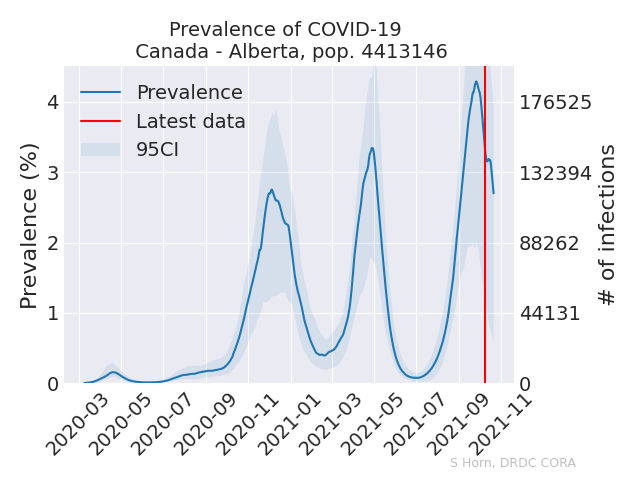 Prevalence of COVID-19
Canada - Alberta, pop. 4413146
Prevalence
Latest data
95CI
Prevalence (%)
4
3
2
1
0
176525
132394
88262
44131
0
# of infections
2020-03
2020-05
2020-07
2020-09
2020-11
2021-01
2021-03
2021-05
2021-07
2021-09
2021-11
S Horn, DRDC CORA